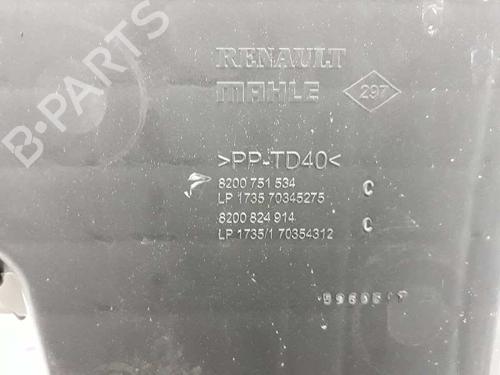 B-PARTS
RENAULT
MAHLE
297
>PP-TD40<
8200 751 534 C
LP 1735 70345275
8200 824 914 C
LP 1735/1 70354312